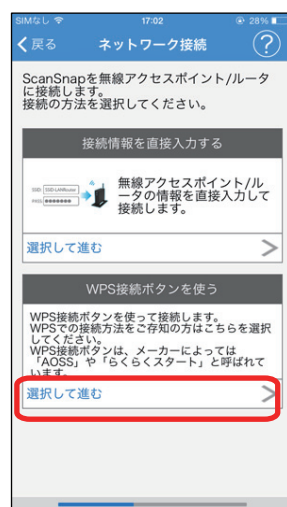 SIMなし 17:02 28%
戻る ネットワーク接続 ?
ScanSnapを無線アクセスポイント/ルータ
に接続します。
接続の方法を選択してください。
接続情報を直接入力する
無線アクセスポイント/ル
ータの情報を直接入力して
接続します。
選択して進む
WPS接続ボタンを使う
WPS接続ボタンを使って接続します。
WPSでの接続方法をご存知の方はこちらを選択
してください。
WPS接続ボタンは、メーカーによっては
「AOSS」や「らくらくスタート」と呼ばれて
います。
選択して進む